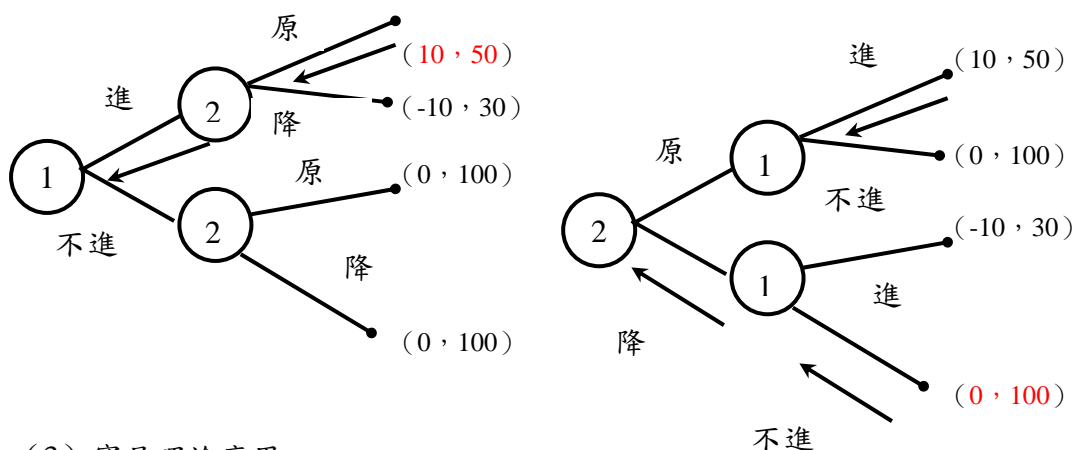 原
(10,50)
進
2
(-10,30)
降
1
原
(0,100)
2
不進
降
(0,100)
進
(10,50)
原
1
(0,100)
不進
2
(-10,30)
1
進
降
(0,100)
不進